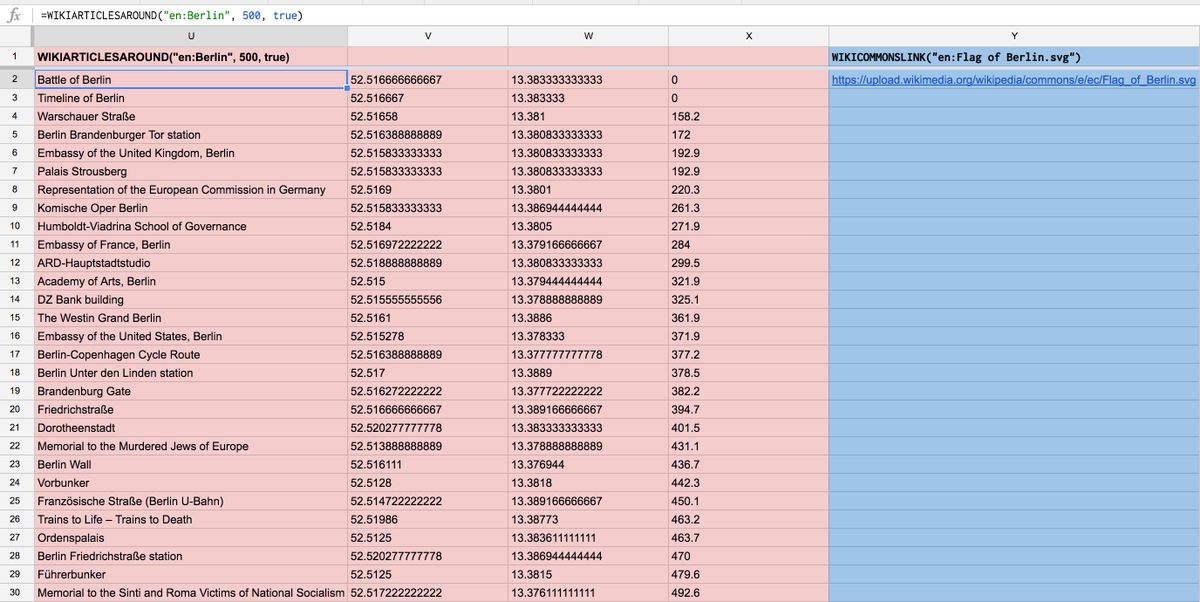 fx =WIKIARTICLESAROUND("en:Berlin", 500, true)
U V W X Y
1 WIKIARTICLESAROUND("en:Berlin", 500, true) WIKICOMMONSLINK("en:Flag of Berlin.svg")
2 Battle of Berlin 52.516666666667 13.383333333333 0 https://upload.wikimedia.org/wikipedia/commons/e/ec/Flag_of_Berlin.svg
3 Timeline of Berlin 52.516667 13.383333 0
4 Warschauer Straße 52.51658 13.381 158.2
5 Berlin Brandenburger Tor station 52.516388888889 13.380833333333 172
6 Embassy of the United Kingdom, Berlin 52.515833333333 13.380833333333 192.9
7 Palais Strousberg 52.515833333333 13.380833333333 192.9
8 Representation of the European Commission in Germany 52.5169 13.3801 220.3
9 Komische Oper Berlin 52.515833333333 13.386944444444 261.3
10 Humboldt-Viadrina School of Governance 52.5184 13.3805 271.9
11 Embassy of France, Berlin 52.516972222222 13.379166666667 284
12 ARD-Hauptstadtstudio 52.518888888889 13.380833333333 299.5
13 Academy of Arts, Berlin 52.515 13.379444444444 321.9
14 DZ Bank building 52.515555555556 13.378888888889 325.1
15 The Westin Grand Berlin 52.5161 13.3886 361.9
16 Embassy of the United States, Berlin 52.515278 13.378333 371.9
17 Berlin-Copenhagen Cycle Route 52.516388888889 13.377777777778 377.2
18 Berlin Unter den Linden station 52.517 13.3889 378.5
19 Brandenburg Gate 52.516272222222 13.377722222222 382.2
20 Friedrichstraße 52.516666666667 13.389166666667 394.7
21 Dorotheenstadt 52.520277777778 13.383333333333 401.5
22 Memorial to the Murdered Jews of Europe 52.513888888889 13.378888888889 431.1
23 Berlin Wall 52.516111 13.376944 436.7
24 Vorbunker 52.5128 13.3818 442.3
25 Französische Straße (Berlin U-Bahn) 52.514722222222 13.389166666667 450.1
26 Trains to Life – Trains to Death 52.51986 13.38773 463.2
27 Ordenspalais 52.5125 13.383611111111 463.7
28 Berlin Friedrichstraße station 52.520277777778 13.386944444444 470
29 Führerbunker 52.5125 13.3815 479.6
30 Memorial to the Sinti and Roma Victims of National Socialism 52.517222222222 13.376111111111 492.6